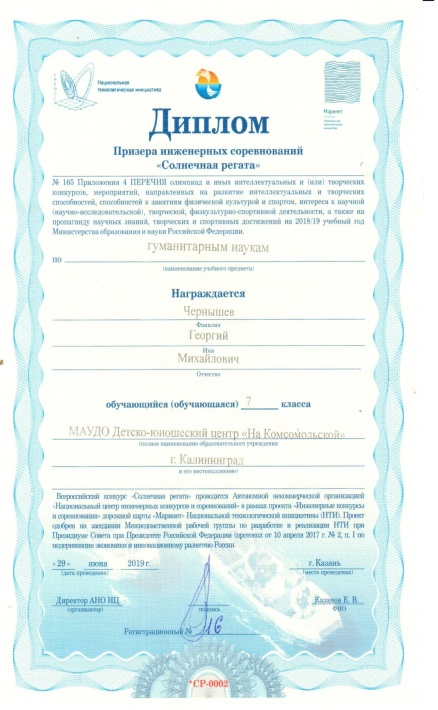 Национальная
технологическая инициатива
Маринет
Диплом
Призера инженерных соревнований
«Солнечная регата»
№ 165 Приложения 4 ПЕРЕЧНЯ олимпиад и иных интеллектуальных и (или) творческих
конкурсов, мероприятий, направленных на развитие интеллектуальных и творческих
способностей, способностей к занятиям физической культурой и спортом, интереса к научной
(научно-исследовательской), творческой, физкультурно-спортивной деятельности, а также на
пропаганду научных знаний, творческих и спортивных достижений на 2018/19 учебный год
Министерства образования и науки Российской Федерации.
гуманитарным наукам
по
(наименование учебного предмета)
Награждается
Чернышев
Фамилия
Георгий
Имя
Михайлович
Отчество
обучающийся (обучающаяся) 7 класса
МАУДО Детско-юношеский центр «На Комсомольской»
(полное наименование образовательного учреждения
г. Калининград
и его местоположение)
Всероссийский конкурс «Солнечная регата» проводится Автономной некоммерческой организацией
«Национальный центр инженерных конкурсов и соревнований» в рамках проекта «Инженерные конкурсы
и соревнования» дорожной карты «Маринет» Национальной технологической инициативы (НТИ). Проект
одобрен на заседании Межведомственной рабочей группы по разработке и реализации НТИ при
Президиуме Совета при Президенте Российской Федерации (протокол от 10 апреля 2017 г. № 2, п. 1 по
модернизации экономики и инновационному развитию России.
«29» июня 2019 г. г. Казань
(дата проведения) (место проведения)
Директор АНО НЦ Казанов Е. В.
(организатор) подпись ФИО
Регистрационный № 16
*СР-0002